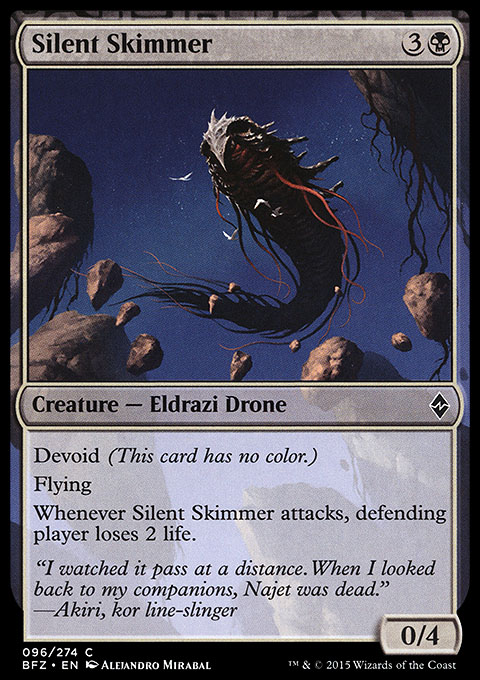 Silent Skimmer
3
Creature — Eldrazi Drone
Devoid (This card has no color.)
Flying
Whenever Silent Skimmer attacks, defending
player loses 2 life.
“I watched it pass at a distance. When I looked
back to my companions, Najet was dead.”
—Akiri, kor line-slinger
0/4
096/274 C
BFZ • EN Alejandro Mirabal
™ & © 2015 Wizards of the Coast